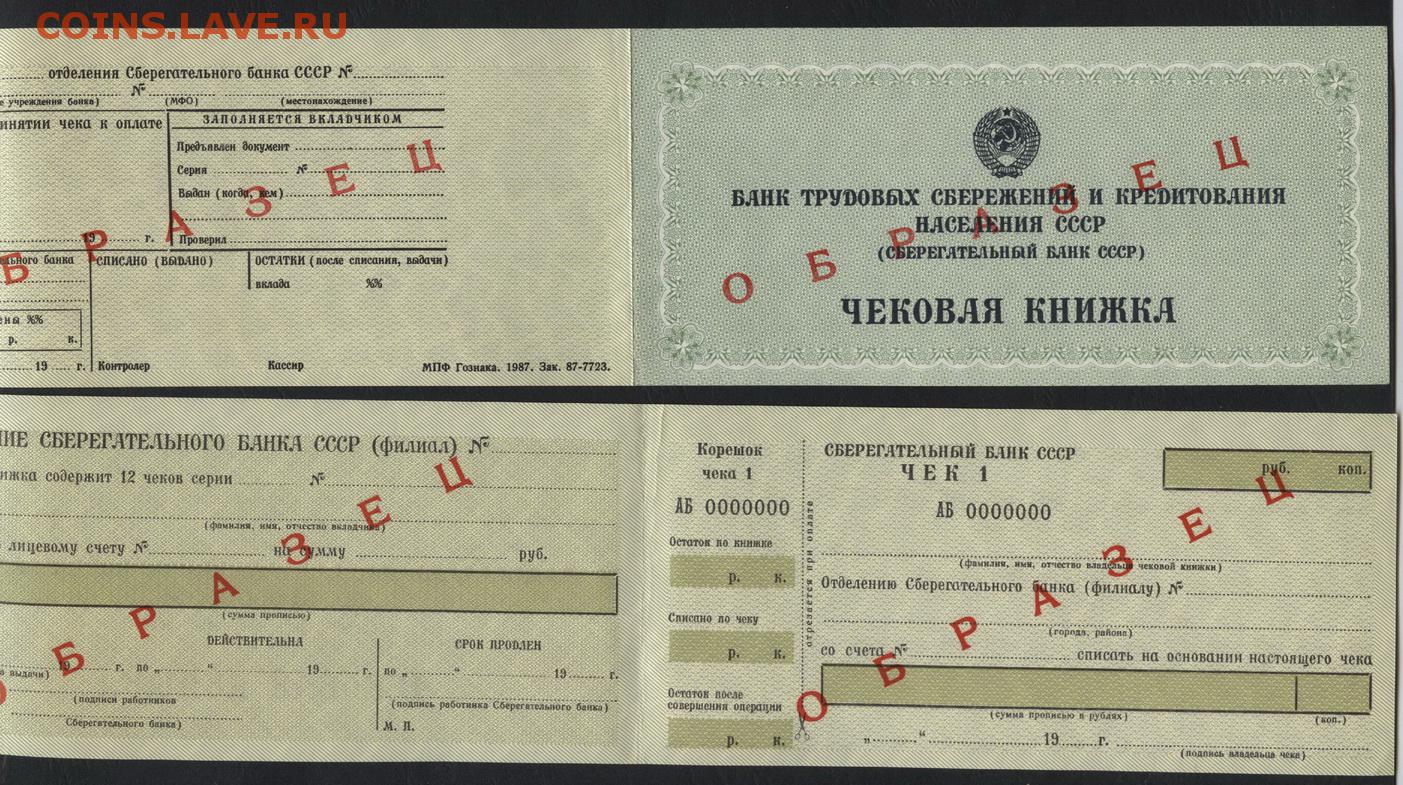 COINS.LAVE.RU
отделения Сберегательного банка СССР №
№
учреждения банка) (МФО) (местонахождение)
чека к оплате
ЗАПОЛНЯЕТСЯ ВКЛАДЧИКОМ
Предъявлен документ
Серия № 
Выдан (когда, кем)
19 г.
Проверил
банка
СПИСАНО (ВЫДАНО)
ОСТАТКИ (после списания, выдачи)
вклада %%
%%
р. к.
19 г.
Контролер Кассир МПФ Гознака. 1987. Зак. 87-7723.
Б Р А З Е Ц
БАНК ТРУДОВЫХ СБЕРЕЖЕНИЙ И КРЕДИТОВАНИЯ
НАСЕЛЕНИЯ СССР
(СБЕРЕГАТЕЛЬНЫЙ БАНК СССР)
ЧЕКОВАЯ КНИЖКА
О Б Р А З Е Ц
СБЕРЕГАТЕЛЬНОГО БАНКА СССР (филиал) №
содержит 12 чеков серии № 
(фамилия, имя, отчество вкладчика)
лицевому счету № на сумму руб.
(сумма прописью)
ДЕЙСТВИТЕЛЬНА
19 г. по „ “ 19 г.
выдачи)
(подписи работников
Сберегательного банка)
СРОК ПРОДЛЕН
по „ “ 19 г.
(подпись работника Сберегательного банка)
М. П.
О Б Р А З Е Ц
Корешок
чека 1
АБ 0000000
Остаток по книжке
р. к.
Списано по чеку
р. к.
Остаток после
совершения операции
р. к.
отрезается при оплате
СБЕРЕГАТЕЛЬНЫЙ БАНК СССР
ЧЕК 1
руб. коп.
АБ 0000000
(фамилия, имя, отчество владельца чековой книжки)
Отделению Сберегательного банка (филиалу) №
(города, района)
со счета № списать на основании настоящего чека
(сумма прописью в рублях) (коп.)
„ “ 19 г.
(подпись владельца чека)
О Б Р А З Е Ц